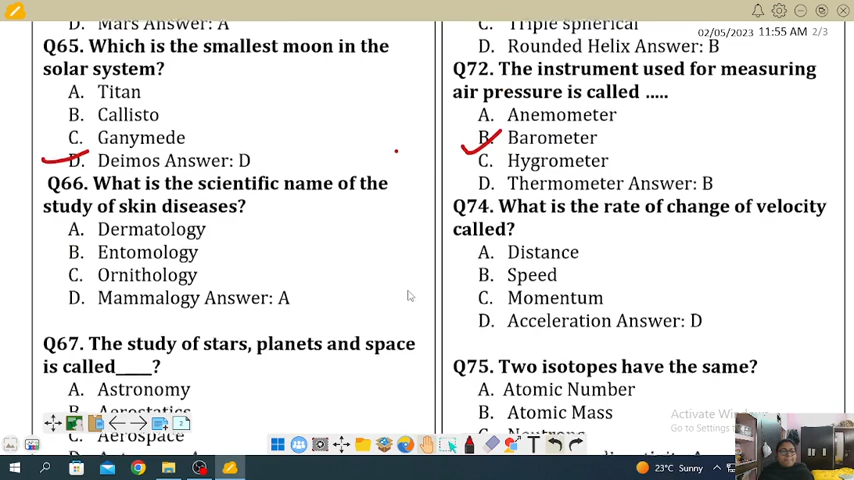 D. Mars Answer: A
Q65. Which is the smallest moon in the
solar system?
A. Titan
B. Callisto
C. Ganymede
D. Deimos Answer: D
Q66. What is the scientific name of the
study of skin diseases?
A. Dermatology
B. Entomology
C. Ornithology
D. Mammalogy Answer: A
Q67. The study of stars, planets and space
is called____?
A. Astronomy
B. Aerostatics
C. Aerospace
C. Triple spherical
D. Rounded Helix Answer: B
02/05/2023 11:55 AM 2/3
Q72. The instrument used for measuring
air pressure is called .....
A. Anemometer
B. Barometer
C. Hygrometer
D. Thermometer Answer: B
Q74. What is the rate of change of velocity
called?
A. Distance
B. Speed
C. Momentum
D. Acceleration Answer: D
Q75. Two isotopes have the same?
A. Atomic Number
B. Atomic Mass
C. Neutrons
Activate Windows
Go to Settings
2
T
23°C Sunny